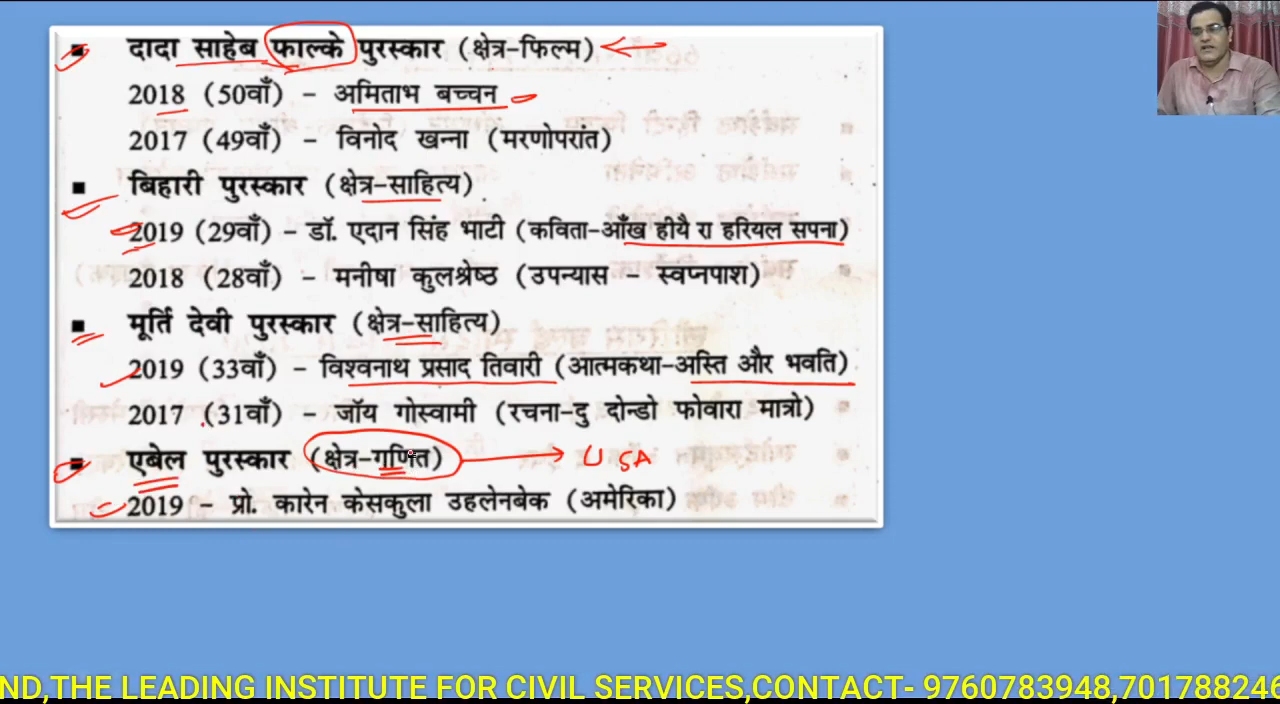 दादा साहेब फाल्के पुरस्कार (क्षेत्र-फिल्म)
2018 (50वाँ) - अमिताभ बच्चन
2017 (49वाँ) - विनोद खन्ना (मरणोपरांत)
बिहारी पुरस्कार (क्षेत्र-साहित्य)
2019 (29वाँ) - डॉ. एदान सिंह भाटी (कविता-आँख हीयै रा हरियल सपना)
2018 (28वाँ) - मनीषा कुलश्रेष्ठ (उपन्यास - स्वप्नपाश)
मूर्ति देवी पुरस्कार (क्षेत्र-साहित्य)
2019 (33वाँ) - विश्वनाथ प्रसाद तिवारी (आत्मकथा-अस्ति और भवति)
2017 (31वाँ) - जॉय गोस्वामी (रचना-दु दोन्डो फोवारा मात्रो)
एबेल पुरस्कार (क्षेत्र-गणित) USA
2019 - प्रो. कारेन केसकुला उहलेनबेक (अमेरिका)
ND,THE LEADING INSTITUTE FOR CIVIL SERVICES,CONTACT- 9760783948,701788246